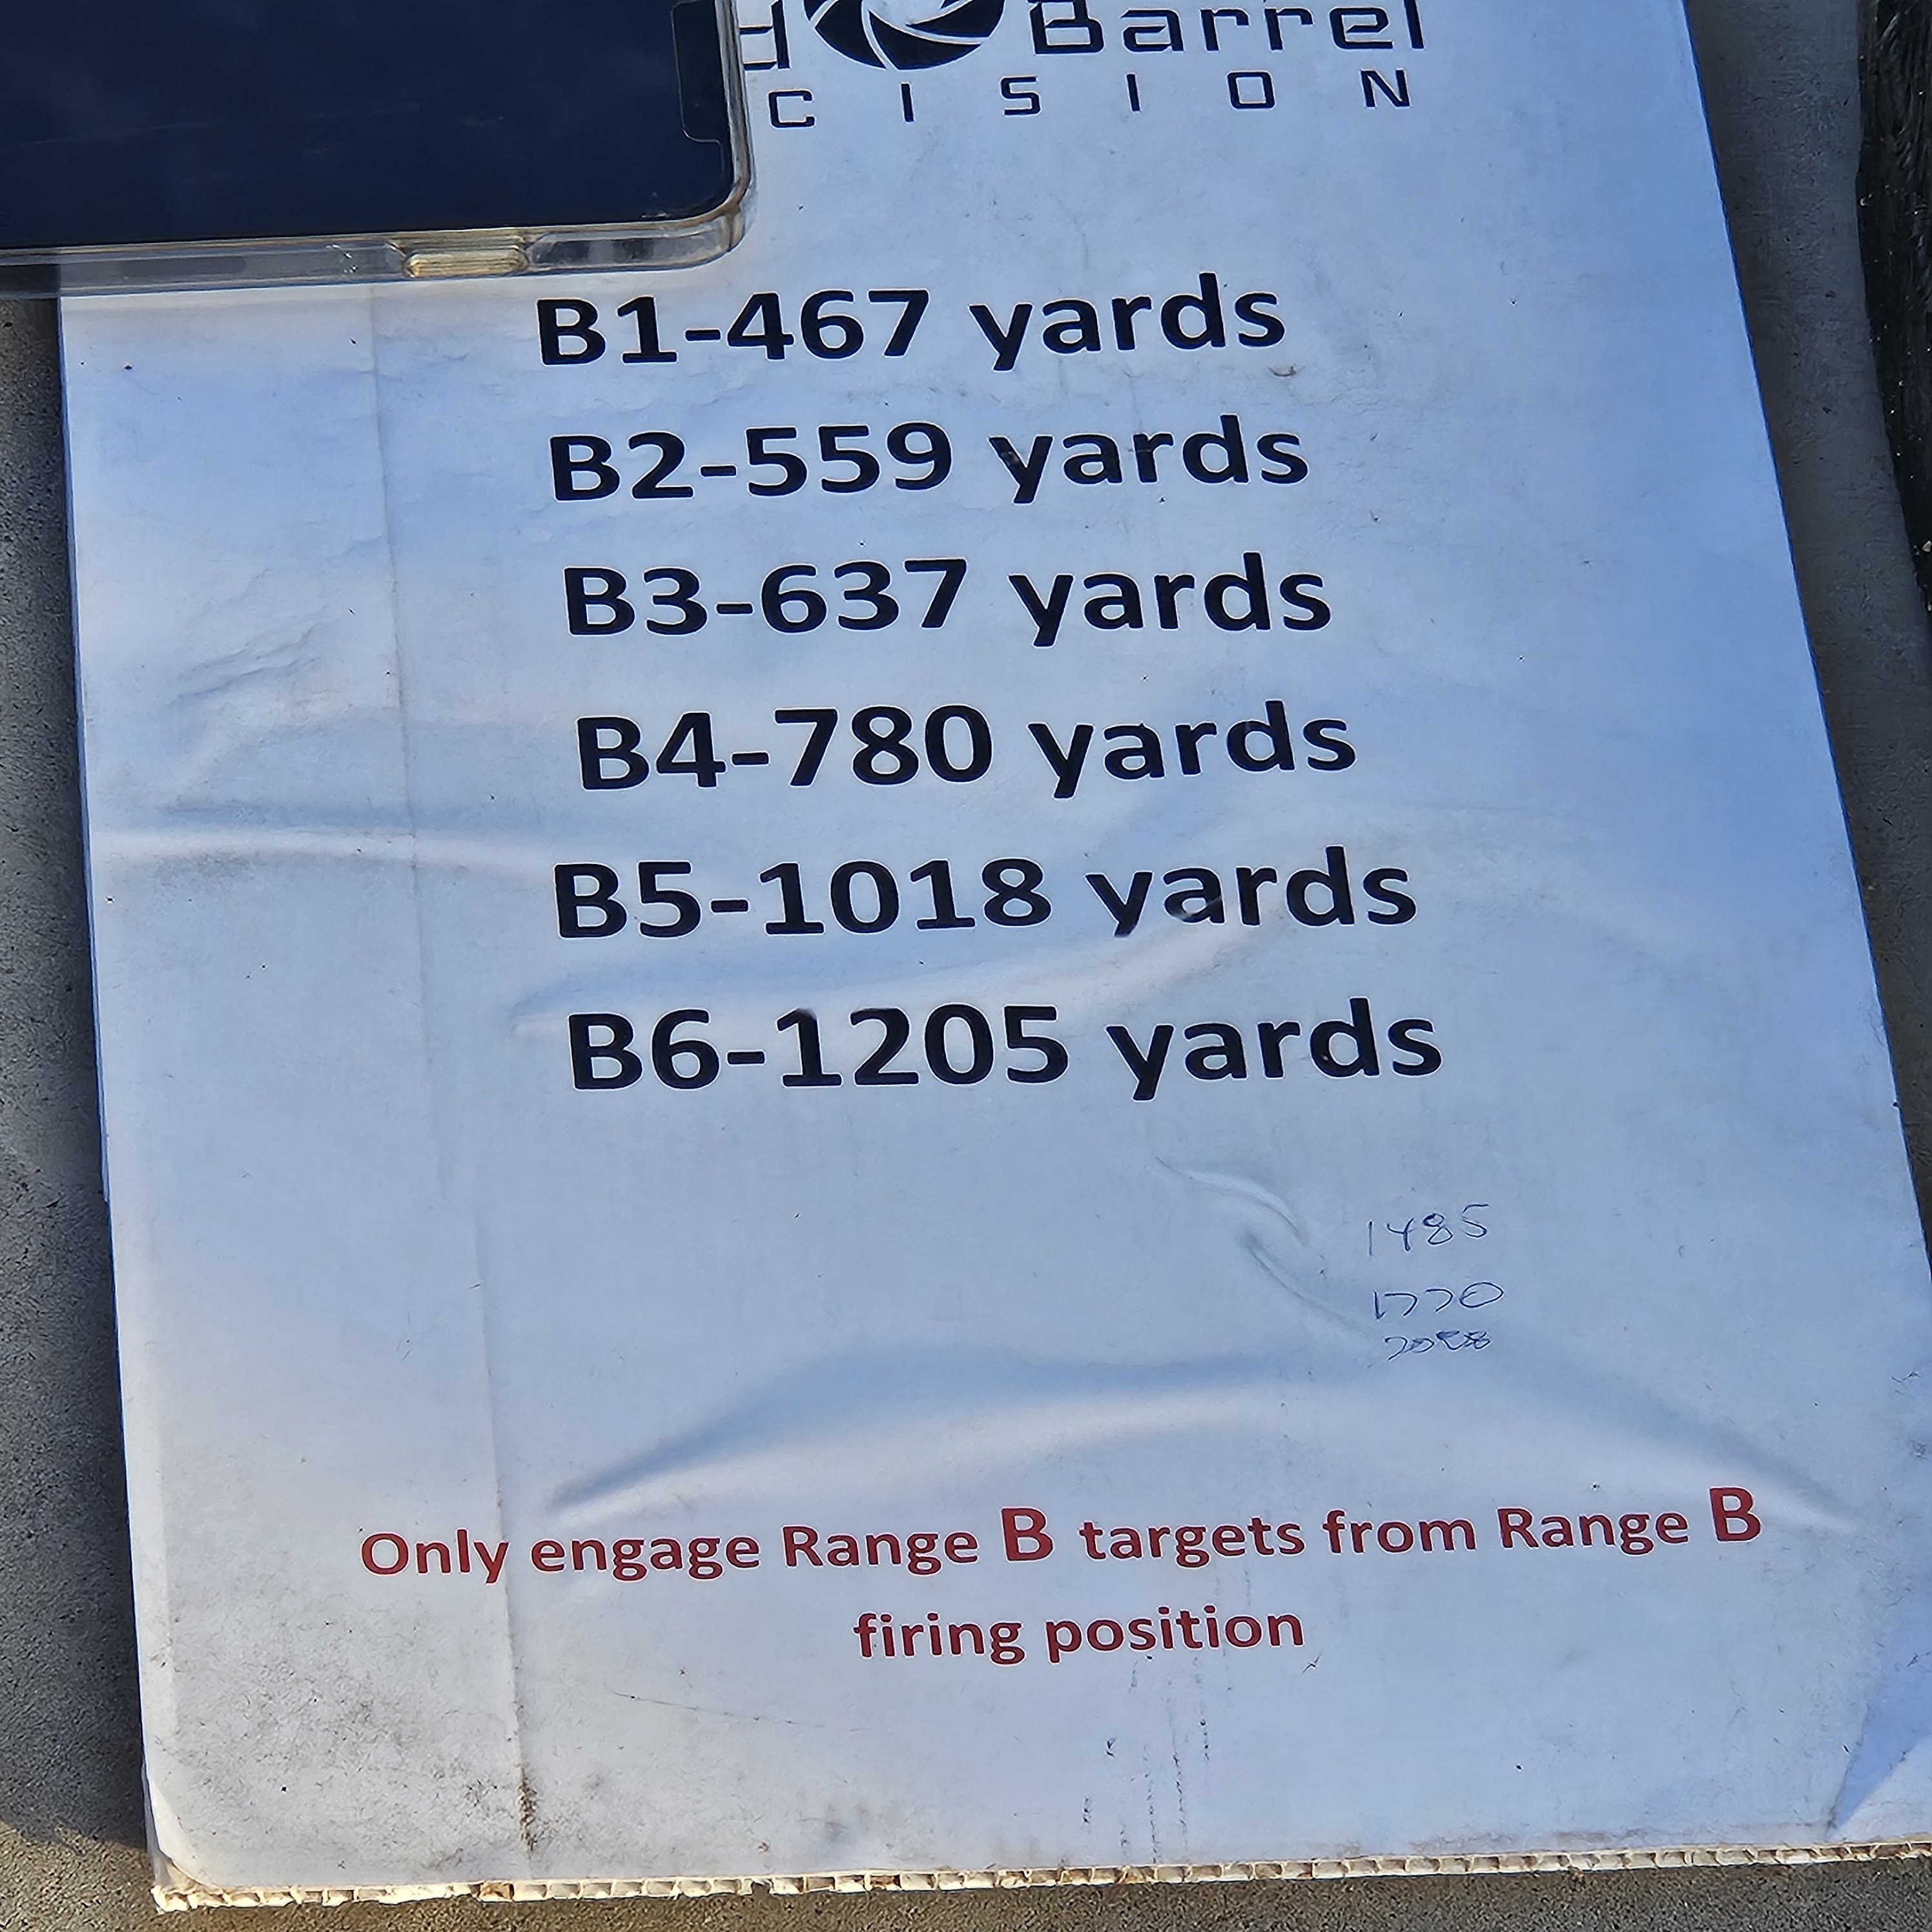 Barrel
CISION
B1-467 yards
B2-559 yards
B3-637 yards
B4-780 yards
B5-1018 yards
B6-1205 yards
1485
1770
Only engage Range B targets from Range B
firing position